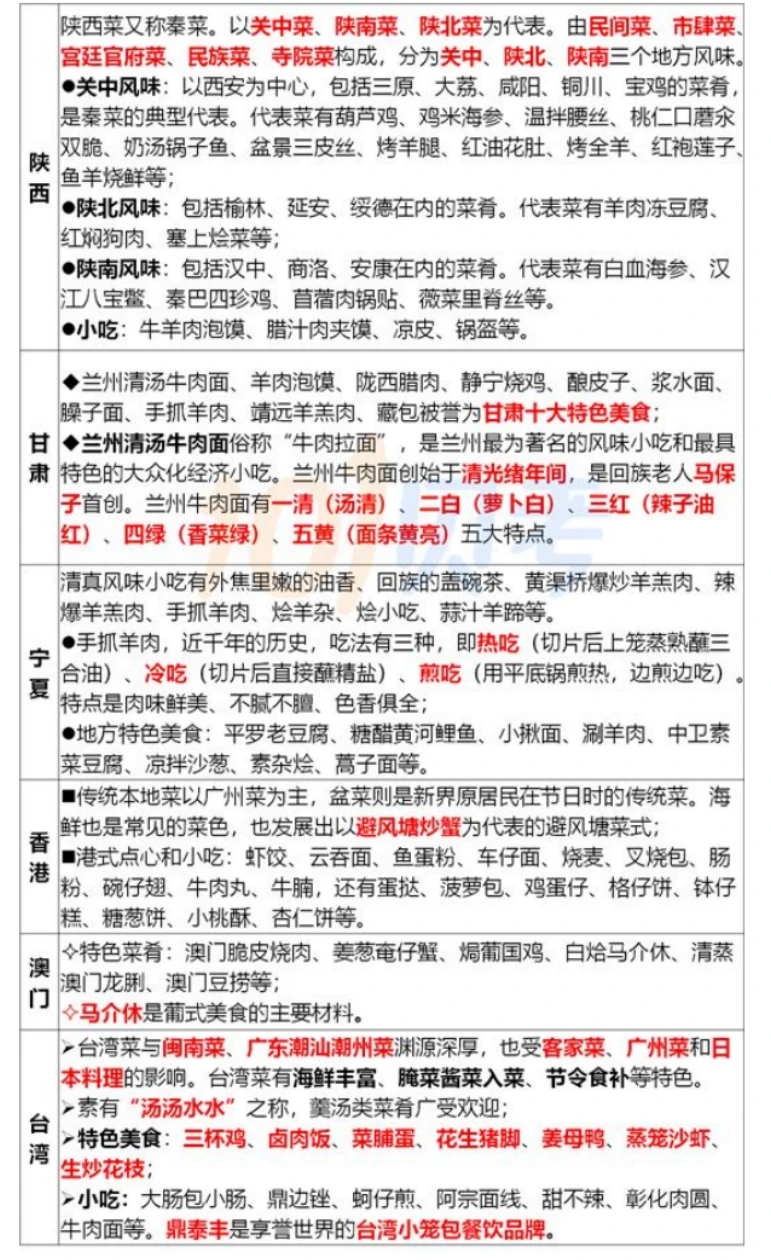 陕西
陕西菜又称秦菜。以关中菜、陕南菜、陕北菜为代表。由民间菜、市肆菜、
宫廷官府菜、民族菜、寺院菜构成，分为关中、陕北、陕南三个地方风味。
●关中风味：以西安为中心，包括三原、大荔、咸阳、铜川、宝鸡的菜肴，
是秦菜的典型代表。代表菜有葫芦鸡、鸡米海参、温拌腰丝、桃仁口蘑汆
双脆、奶汤锅子鱼、盆景三皮丝、烤羊腿、红油花肚、烤全羊、红袍莲子、
鱼羊烧鲜等；
●陕北风味：包括榆林、延安、绥德在内的菜肴。代表菜有羊肉冻豆腐、
红焖狗肉、塞上烩菜等；
●陕南风味：包括汉中、商洛、安康在内的菜肴。代表菜有白血海参、汉
江八宝鳖、秦巴四珍鸡、苜蓿肉锅贴、薇菜里脊丝等。
●小吃：牛羊肉泡馍、腊汁肉夹馍、凉皮、锅盔等。
甘肃
◆兰州清汤牛肉面、羊肉泡馍、陇西腊肉、静宁烧鸡、酿皮子、浆水面、
臊子面、手抓羊肉、靖远羊羔肉、藏包被誉为甘肃十大特色美食；
◆兰州清汤牛肉面俗称“牛肉拉面”，是兰州最为著名的风味小吃和最具
特色的大众化经济小吃。兰州牛肉面创始于清光绪年间，是回族老人马保
子首创。兰州牛肉面有一清（汤清）、二白（萝卜白）、三红（辣子油
红）、四绿（香菜绿）、五黄（面条黄亮）五大特点。
宁夏
清真风味小吃有外焦里嫩的油香、回族的盖碗茶、黄渠桥爆炒羊羔肉、辣
爆羊羔肉、手抓羊肉、烩羊杂、烩小吃、蒜汁羊蹄等。
●手抓羊肉，近千年的历史，吃法有三种，即热吃（切片后上笼蒸熟蘸三
合油）、冷吃（切片后直接蘸精盐）、煎吃（用平底锅煎热，边煎边吃）。
特点是肉味鲜美、不腻不膻、色香俱全；
●地方特色美食：平罗老豆腐、糖醋黄河鲤鱼、小揪面、涮羊肉、中卫素
菜豆腐、凉拌沙葱、素杂烩、蒿子面等。
香港
■传统本地菜以广州菜为主，盆菜则是新界原居民在节日时的传统菜。海
鲜也是常见的菜色，也发展出以避风塘炒蟹为代表的避风塘菜式；
■港式点心和小吃：虾饺、云吞面、鱼蛋粉、车仔面、烧麦、叉烧包、肠
粉、碗仔翅、牛肉丸、牛腩，还有蛋挞、菠萝包、鸡蛋仔、格仔饼、钵仔
糕、糖葱饼、小桃酥、杏仁饼等。
澳门
✧特色菜肴：澳门脆皮烧肉、姜葱奄仔蟹、焗葡国鸡、白烩马介休、清蒸
澳门龙脷、澳门豆捞等；
✧马介休是葡式美食的主要材料。
台湾
➢台湾菜与闽南菜、广东潮汕潮州菜渊源深厚，也受客家菜、广州菜和日
本料理的影响。台湾菜有海鲜丰富、腌菜酱菜入菜、节令食补等特色。
➢素有“汤汤水水”之称，羹汤类菜肴广受欢迎；
➢特色美食：三杯鸡、卤肉饭、菜脯蛋、花生猪脚、姜母鸭、蒸笼沙虾、
生炒花枝；
➢小吃：大肠包小肠、鼎边锉、蚵仔煎、阿宗面线、甜不辣、彰化肉圆、
牛肉面等。鼎泰丰是享誉世界的台湾小笼包餐饮品牌。